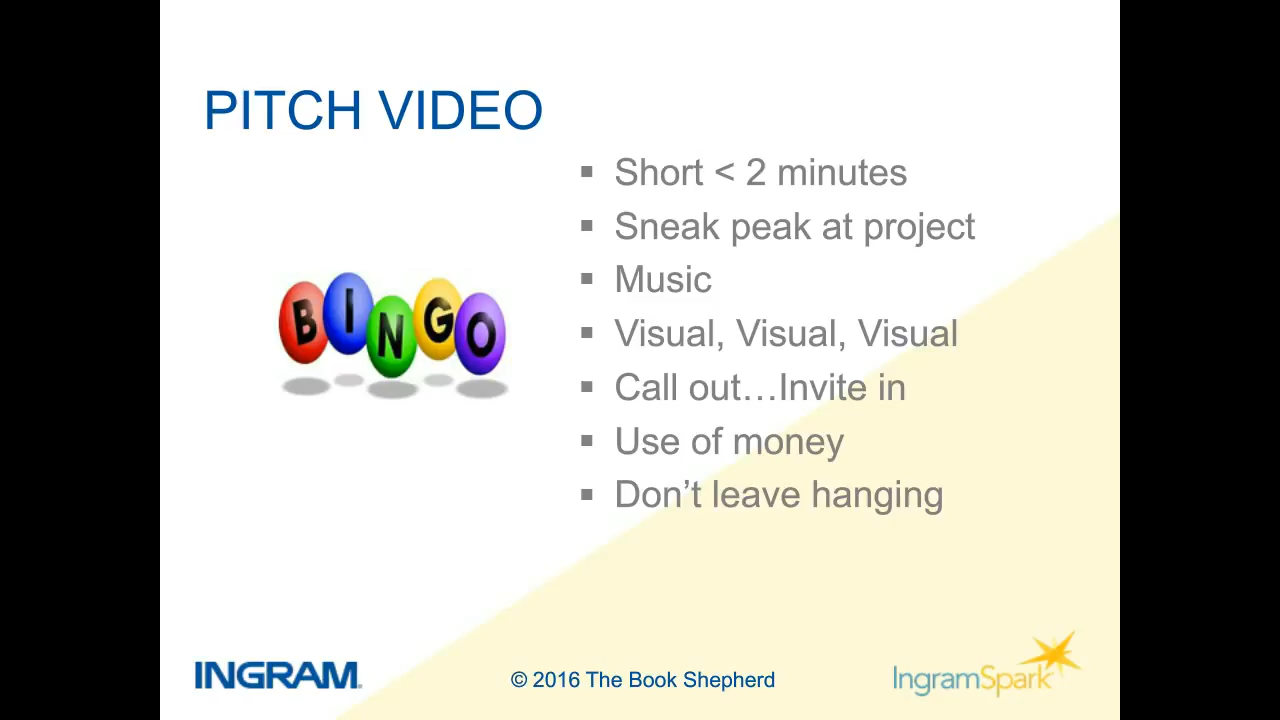 PITCH VIDEO
BINGO
▪ Short < 2 minutes
▪ Sneak peak at project
▪ Music
▪ Visual, Visual, Visual
▪ Call out…Invite in
▪ Use of money
▪ Don’t leave hanging
INGRAM
© 2016 The Book Shepherd
IngramSpark